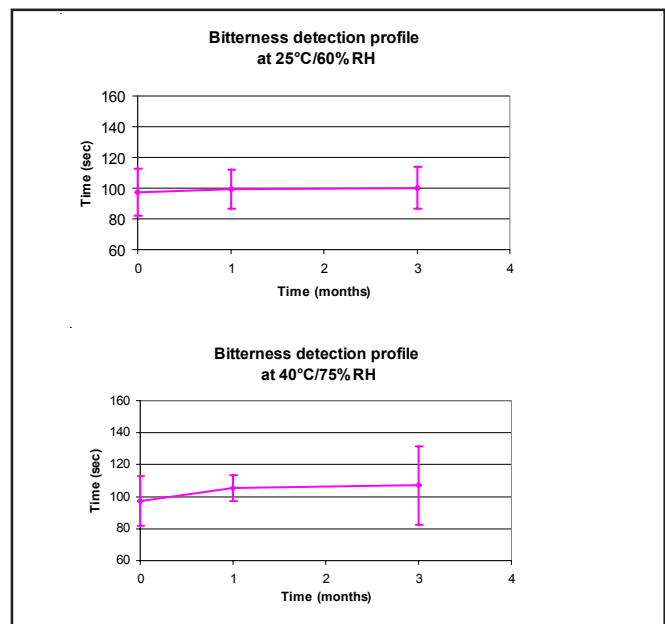 Bitterness detection profile
at 25°C/60% RH
160
140
120
100
80
60
Time (sec)
0 1 2 3 4
Time (months)
Bitterness detection profile
at 40°C/75% RH
160
140
120
100
80
60
Time (sec)
0 1 2 3 4
Time (months)